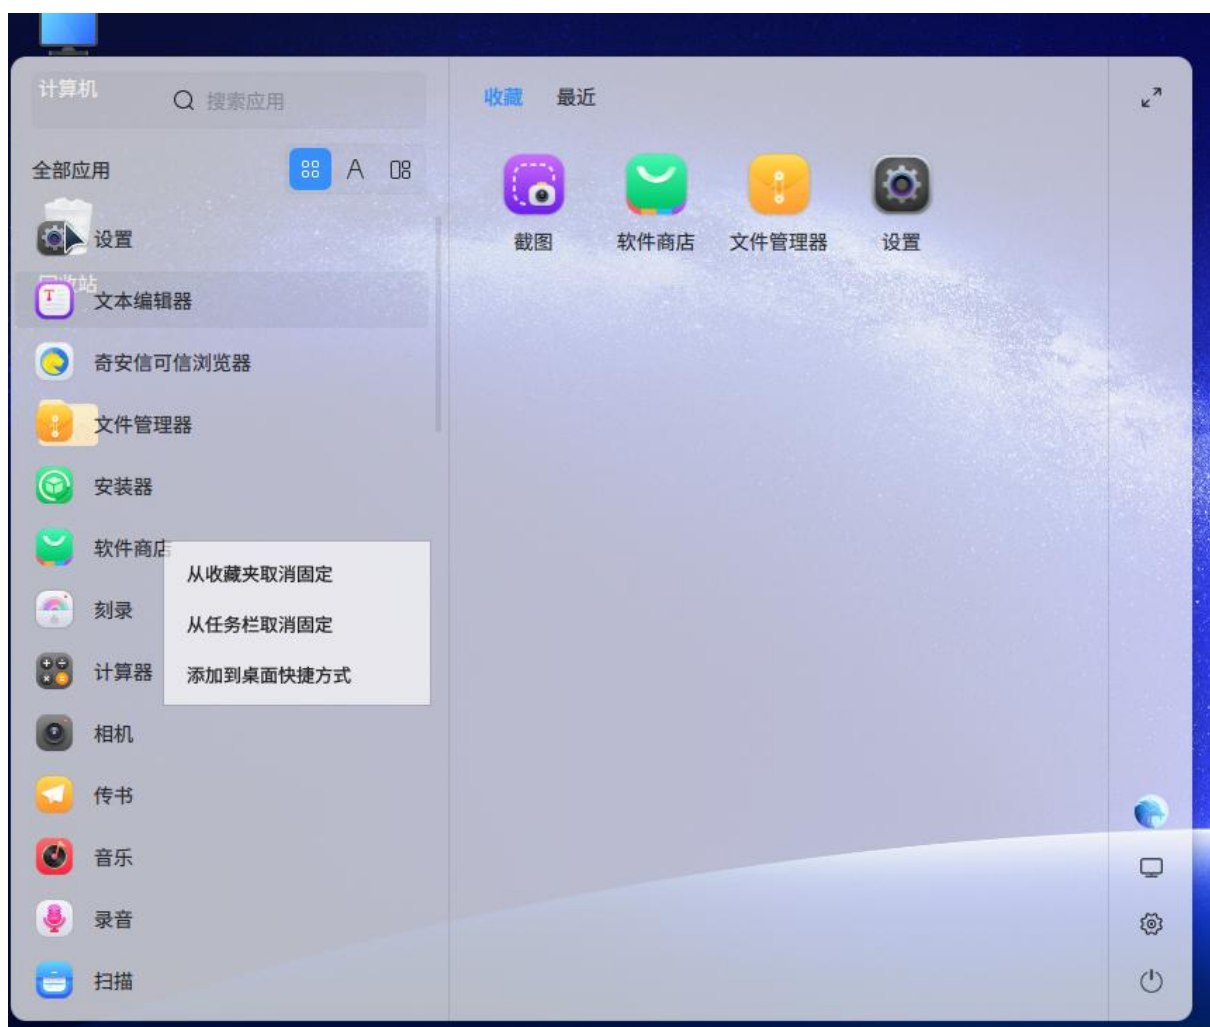 计算机
搜索应用
收藏 最近
全部应用
A
设置
截图 软件商店 文件管理器 设置
回收站
文本编辑器
奇安信可信浏览器
文件管理器
安装器
软件商店
从收藏夹取消固定
刻录
从任务栏取消固定
计算器
添加到桌面快捷方式
相机
传书
音乐
录音
扫描